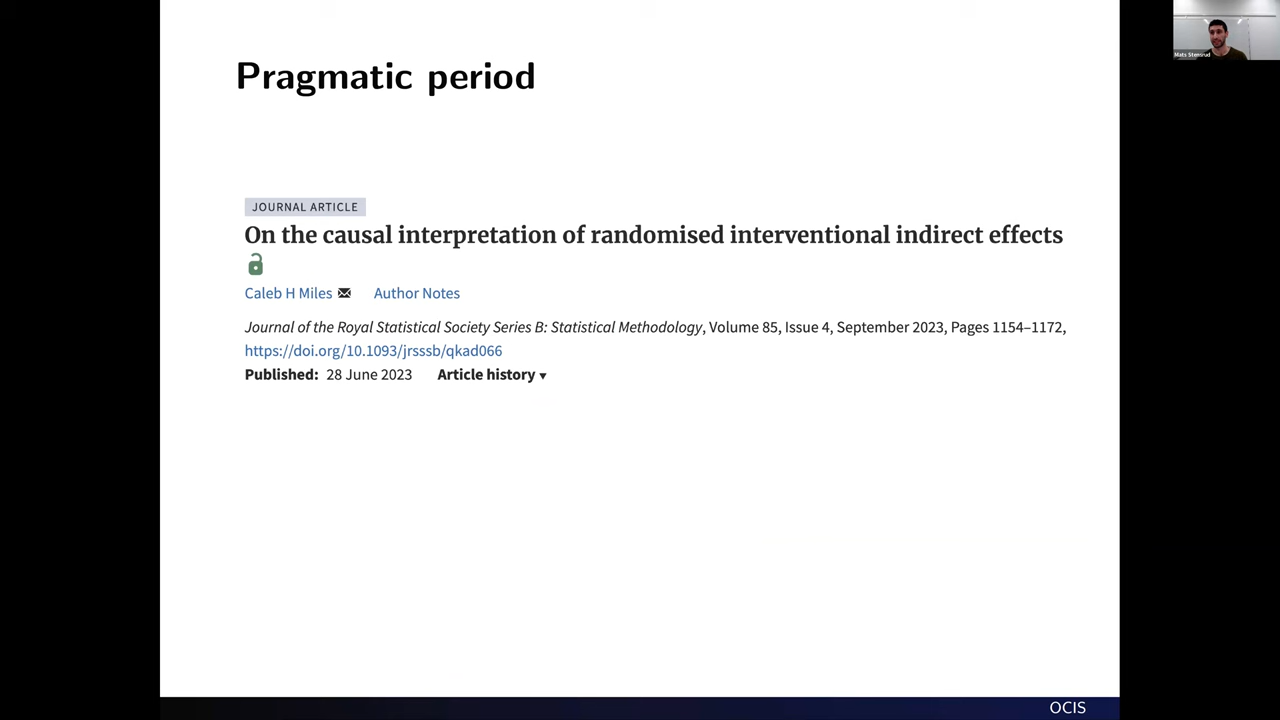 Pragmatic period
Mats Stensrud
JOURNAL ARTICLE
On the causal interpretation of randomised interventional indirect effects
Caleb H Miles Author Notes
Journal of the Royal Statistical Society Series B: Statistical Methodology, Volume 85, Issue 4, September 2023, Pages 1154–1172,
https://doi.org/10.1093/jrsssb/qkad066
Published: 28 June 2023 Article history ▾
OCIS